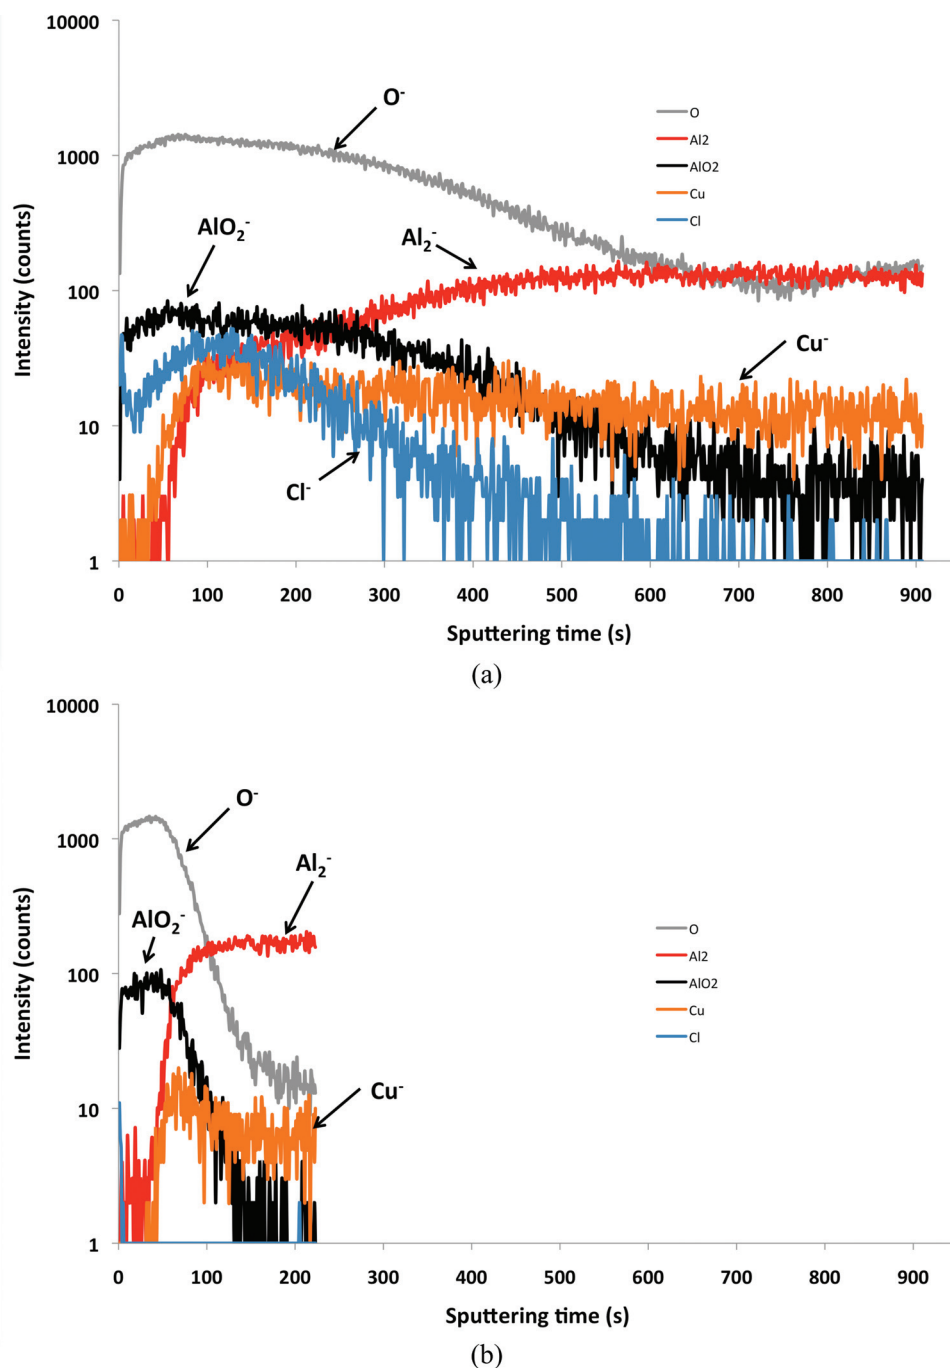 10000
O⁻
O
Al2
1000
AlO2
Cu
Cl
AlO₂⁻
Al₂⁻
Intensity (counts)
100
Cu⁻
10
Cl⁻
1
0 100 200 300 400 500 600 700 800 900
Sputtering time (s)
(a)
10000
O⁻
1000
Al₂⁻
AlO₂⁻
O
Al2
Intensity (counts)
100
AlO2
Cu
Cl
Cu⁻
10
1
0 100 200 300 400 500 600 700 800 900
Sputtering time (s)
(b)